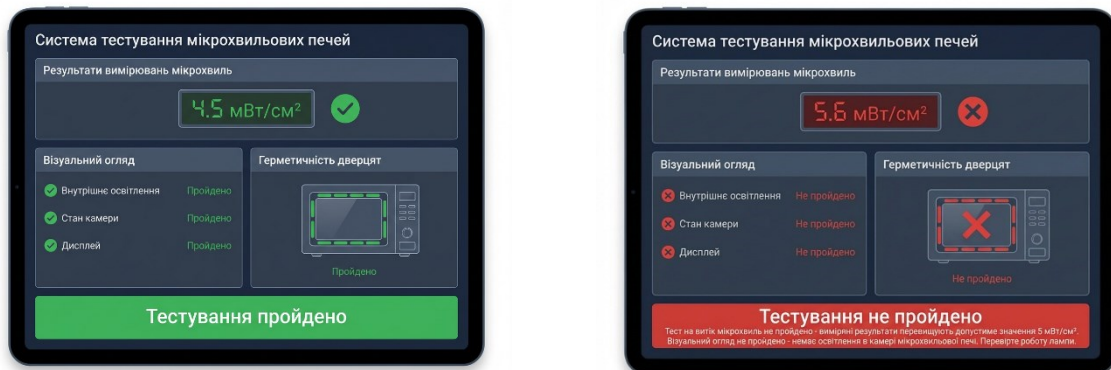 Система тестування мікрохвильових печей
Результати вимірювань мікрохвиль
4.5 мВт/см²
Візуальний огляд
Внутрішнє освітлення Пройдено
Стан камери Пройдено
Дисплей Пройдено
Герметичність дверцят
Пройдено
Тестування пройдено
Система тестування мікрохвильових печей
Результати вимірювань мікрохвиль
5.6 мВт/см²
Візуальний огляд
Внутрішнє освітлення Не пройдено
Стан камери Не пройдено
Дисплей Не пройдено
Герметичність дверцят
Не пройдено
Тестування не пройдено
Тест на витік мікрохвиль не пройдено - виміряні результати перевищують допустиме значення 5 мВт/см².
Візуальний огляд не пройдено - немає освітлення в камері мікрохвильової печі. Перевірте роботу лампи.